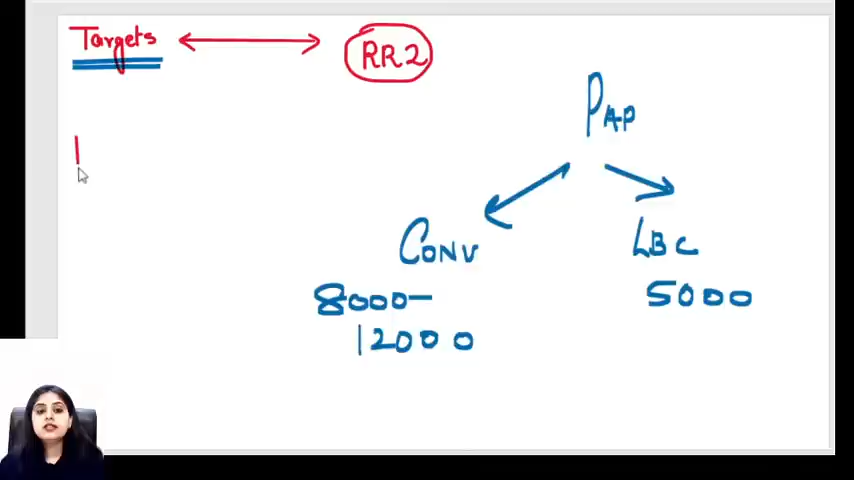 Targets
RR2
PAP
CONV
LBC
8000-
12000
5000